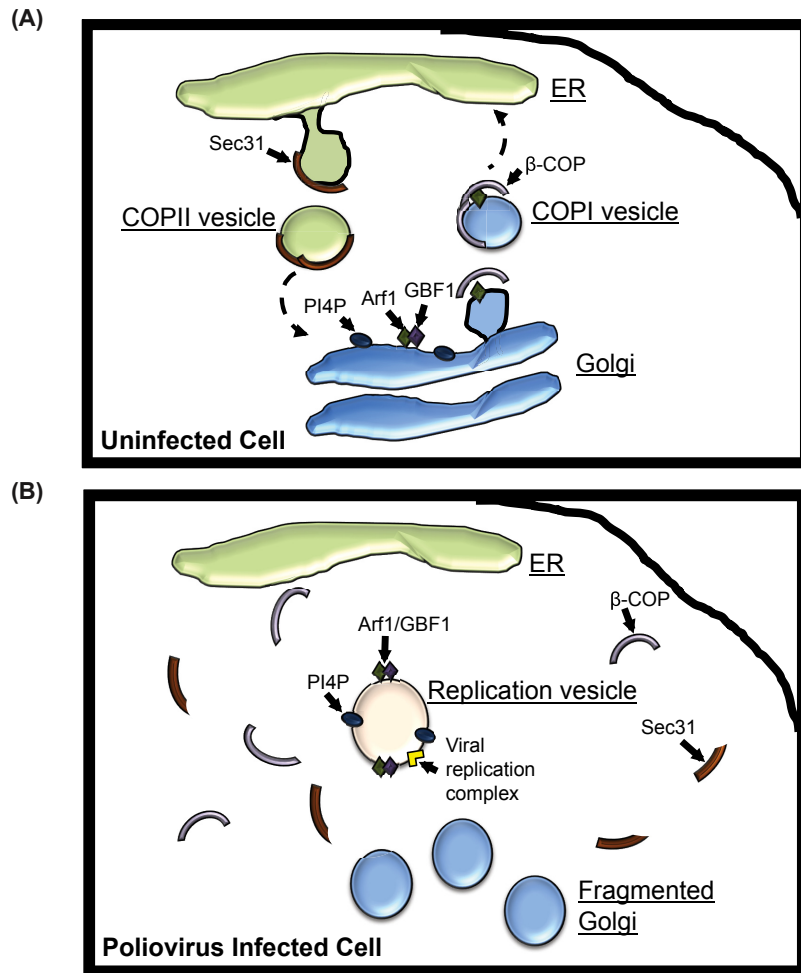 (A)
ER
Sec31
β-COP
COPII vesicle
COPI vesicle
PI4P
Arf1
GBF1
Golgi
Uninfected Cell
(B)
ER
β-COP
Arf1/GBF1
PI4P
Replication vesicle
Sec31
Viral
replication
complex
Fragmented
Golgi
Poliovirus Infected Cell